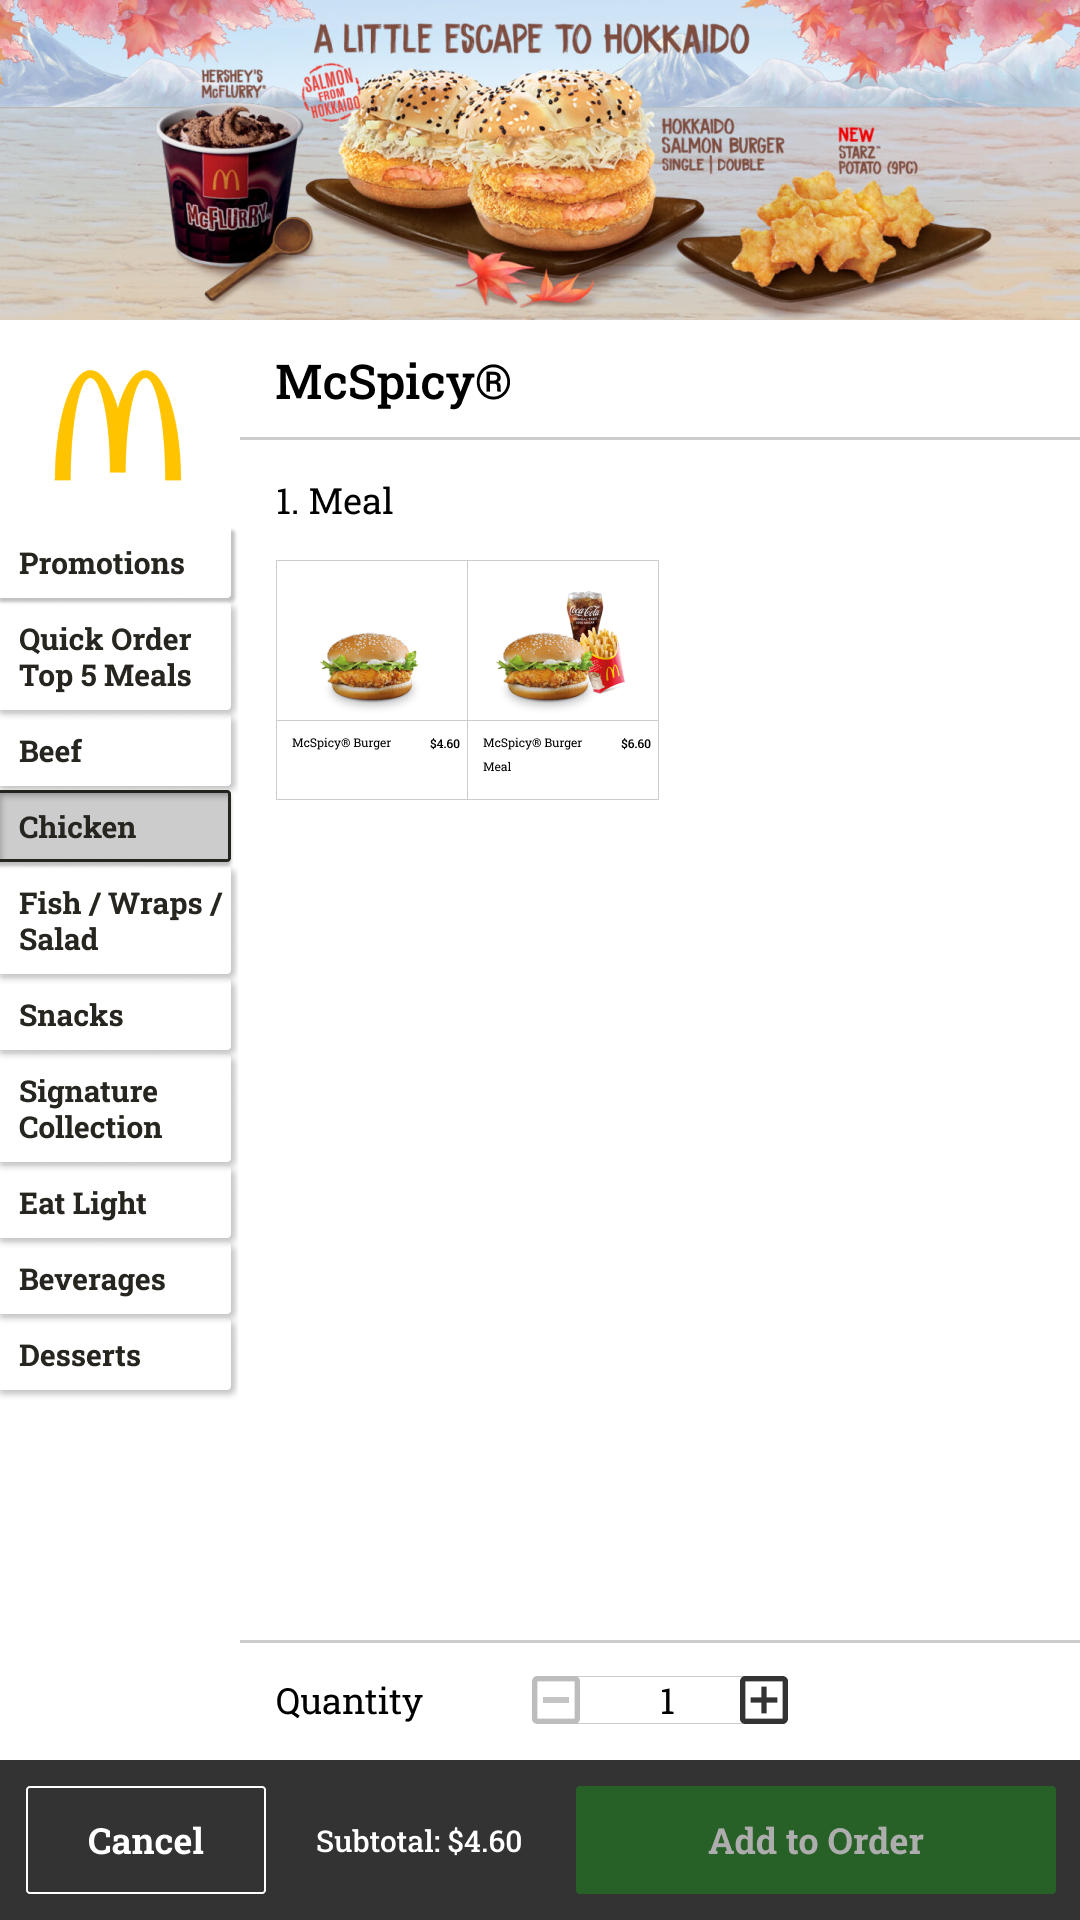 A LITTLE ESCAPE TO HOKKAIDO
HERSHEY'S
McFLURRY®
SALMON
FROM
HOKKAIDO
HOKKAIDO
SALMON BURGER
SINGLE | DOUBLE
NEW
STARZ™
POTATO (9PC)
McFLURRY
McSpicy®
1. Meal
Promotions
Quick Order
Top 5 Meals
Beef
Chicken
Fish / Wraps /
Salad
Snacks
Signature
Collection
Eat Light
Beverages
Desserts
Coca-Cola
McSpicy® Burger $4.60
McSpicy® Burger $6.60
Meal
Quantity 1
Cancel
Subtotal: $4.60
Add to Order